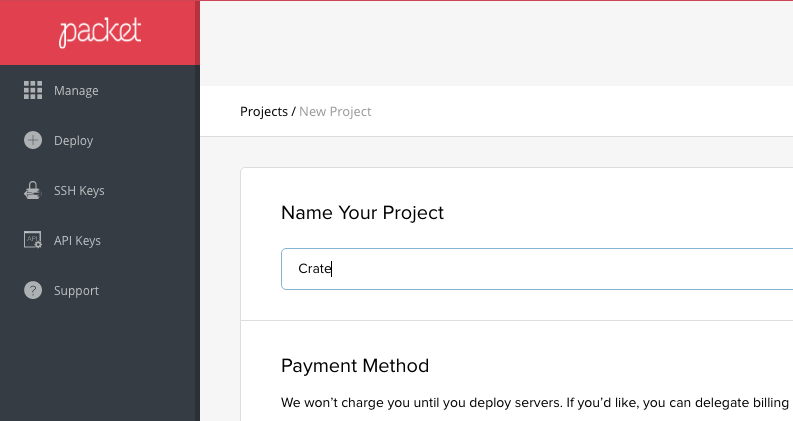 packet
Manage
Deploy
SSH Keys
API
API Keys
?
Support
Projects / New Project
Name Your Project
Crate
Payment Method
We won't charge you until you deploy servers. If you'd like, you can delegate billing